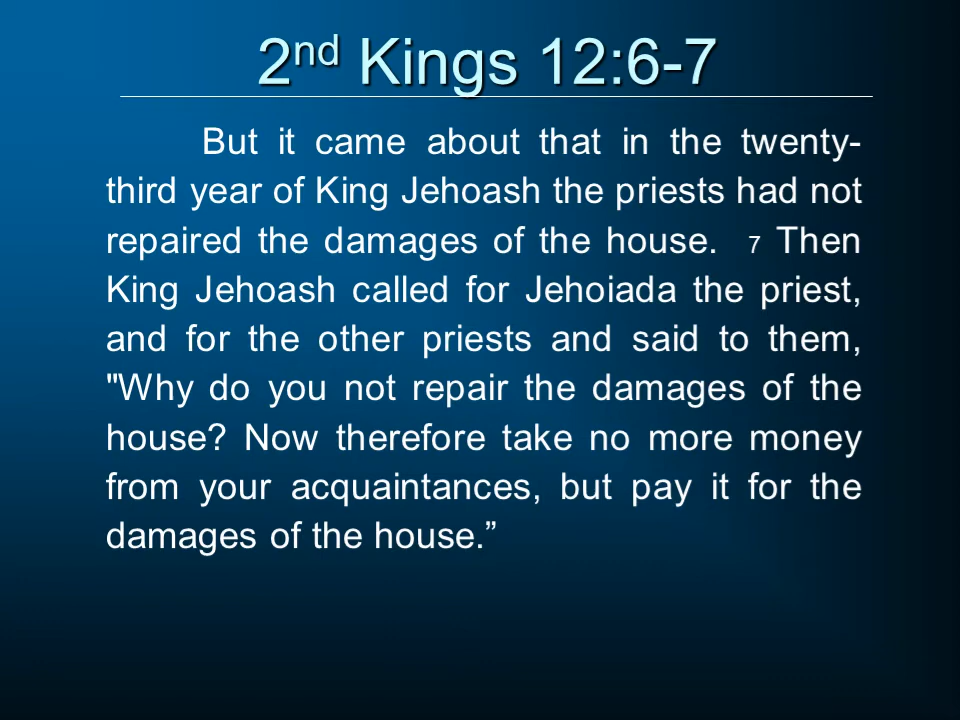 2nd Kings 12:6-7
But it came about that in the twenty-
third year of King Jehoash the priests had not
repaired the damages of the house. 7 Then
King Jehoash called for Jehoiada the priest,
and for the other priests and said to them,
"Why do you not repair the damages of the
house? Now therefore take no more money
from your acquaintances, but pay it for the
damages of the house.”